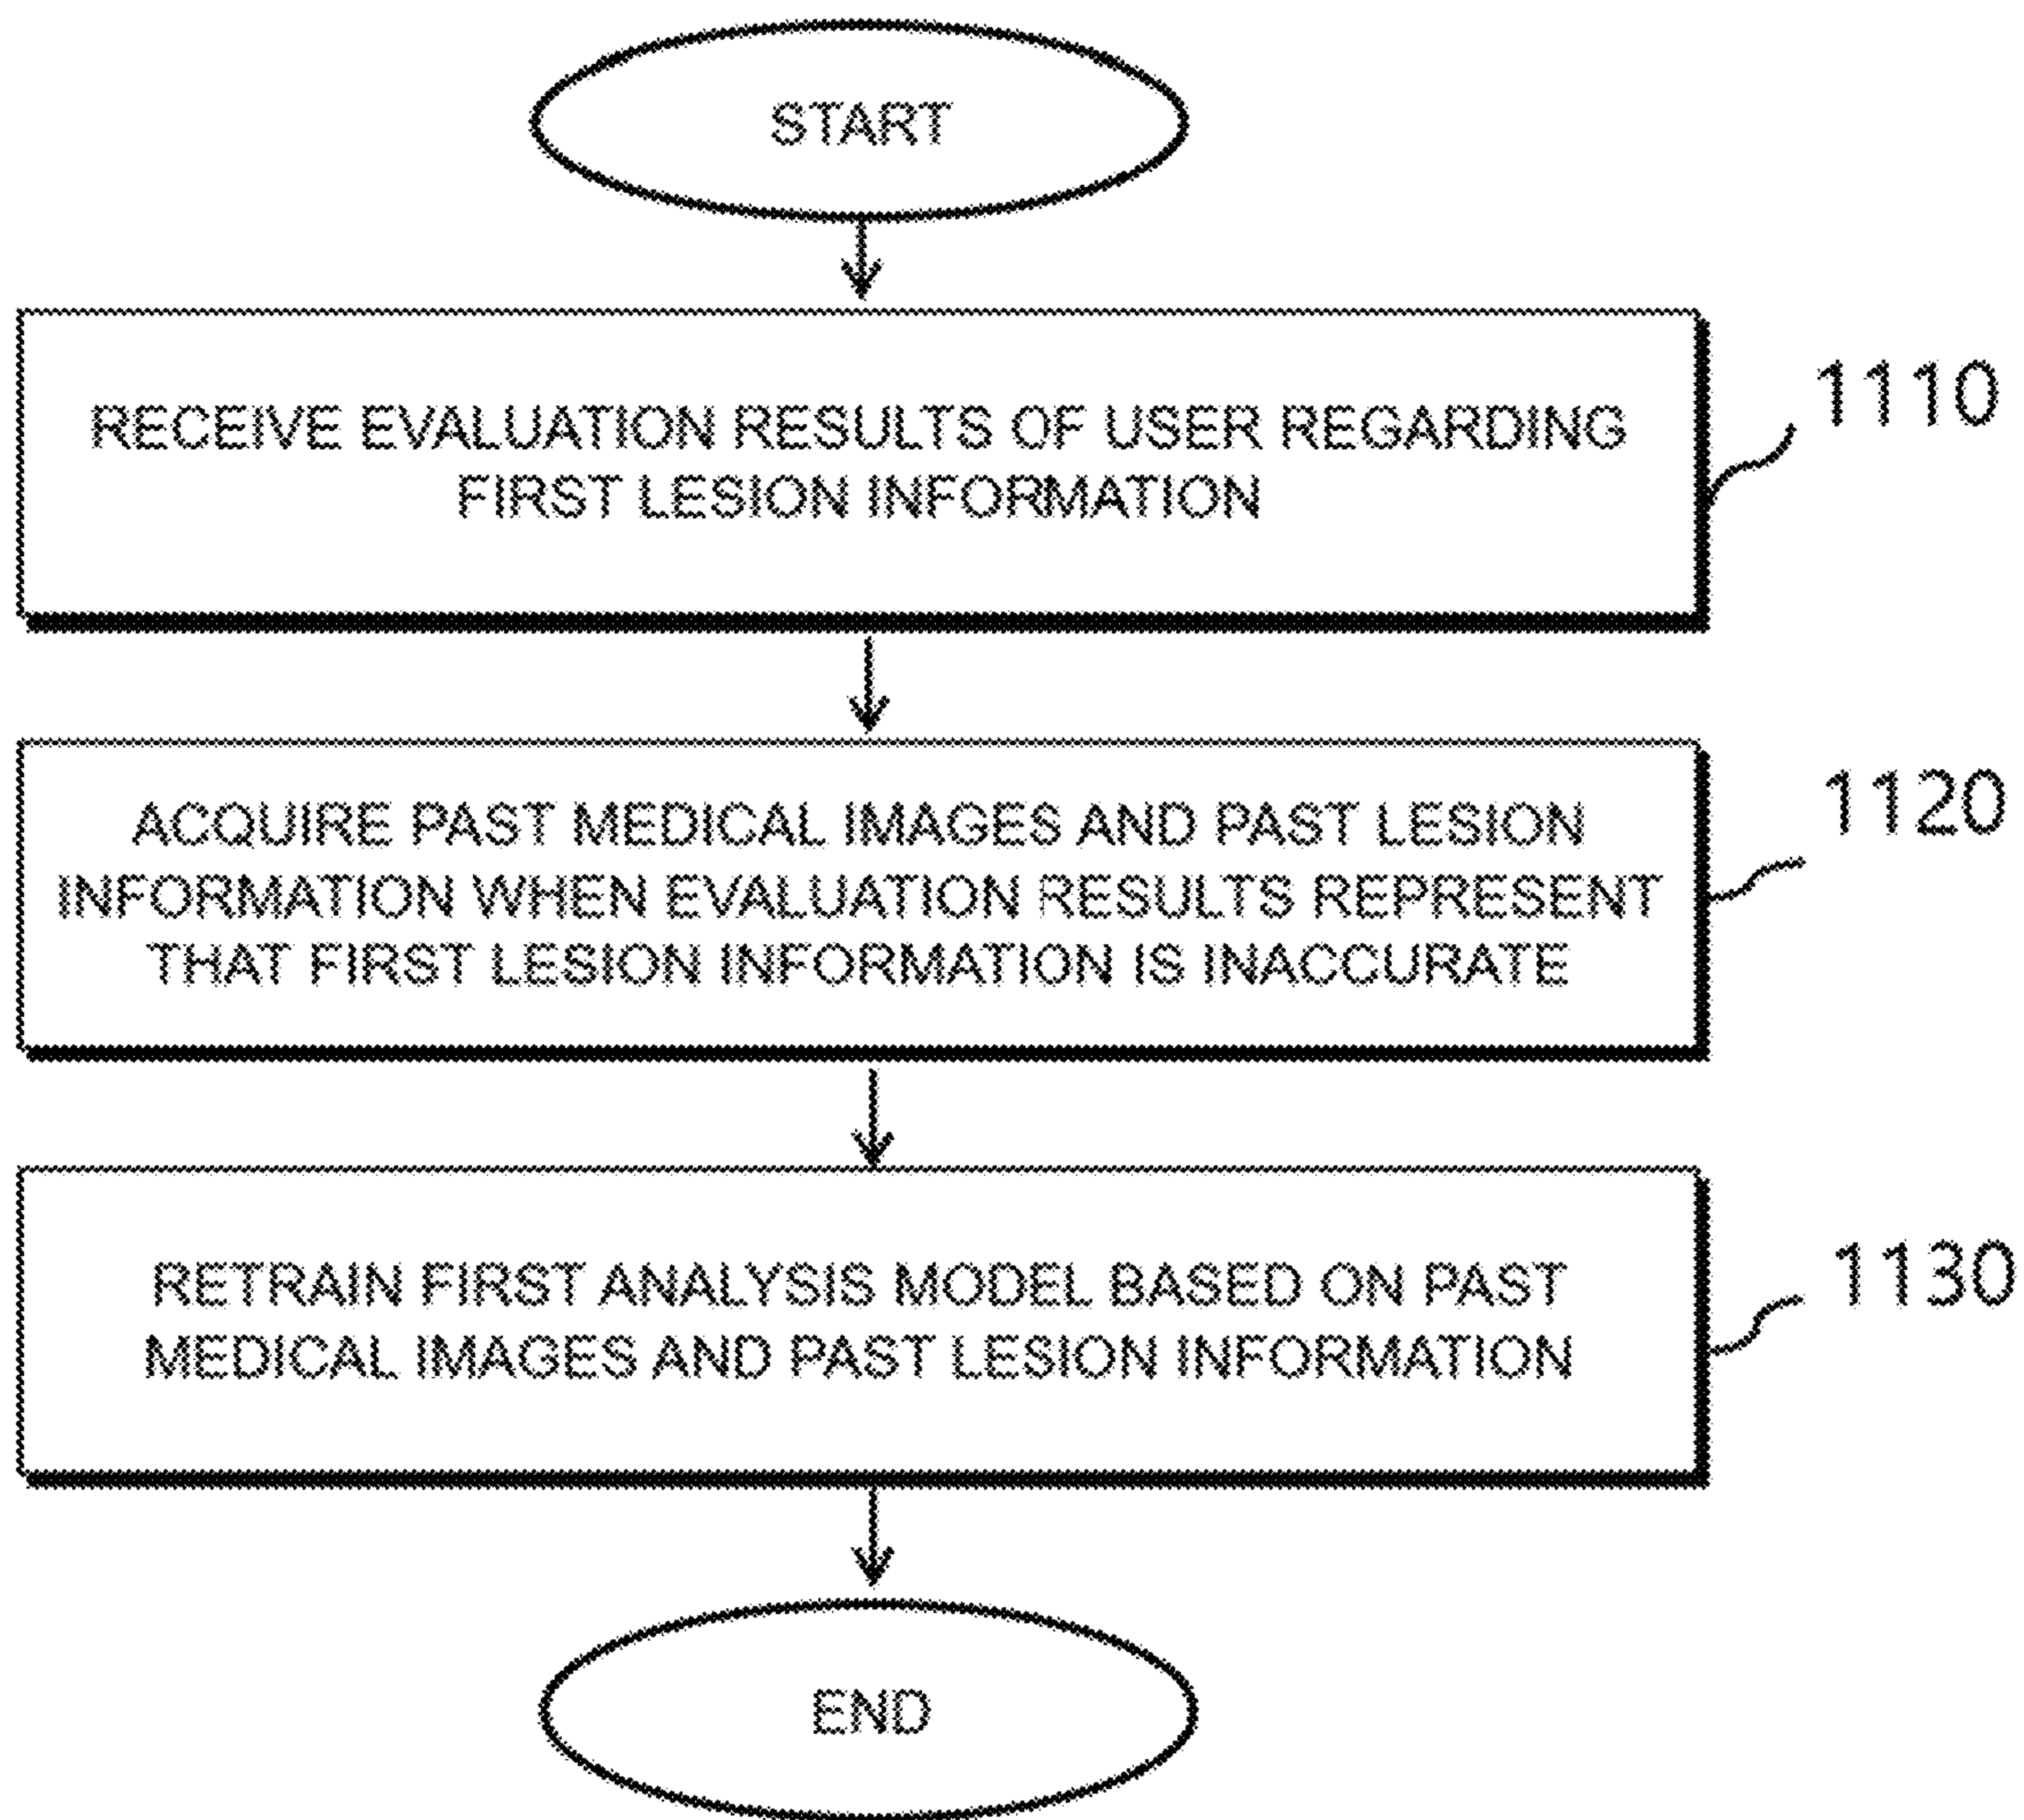 START
RECEIVE EVALUATION RESULTS OF USER REGARDING
FIRST LESION INFORMATION
1110
ACQUIRE PAST MEDICAL IMAGES AND PAST LESION
INFORMATION WHEN EVALUATION RESULTS REPRESENT
THAT FIRST LESION INFORMATION IS INACCURATE
1120
RETRAIN FIRST ANALYSIS MODEL BASED ON PAST
MEDICAL IMAGES AND PAST LESION INFORMATION
1130
END